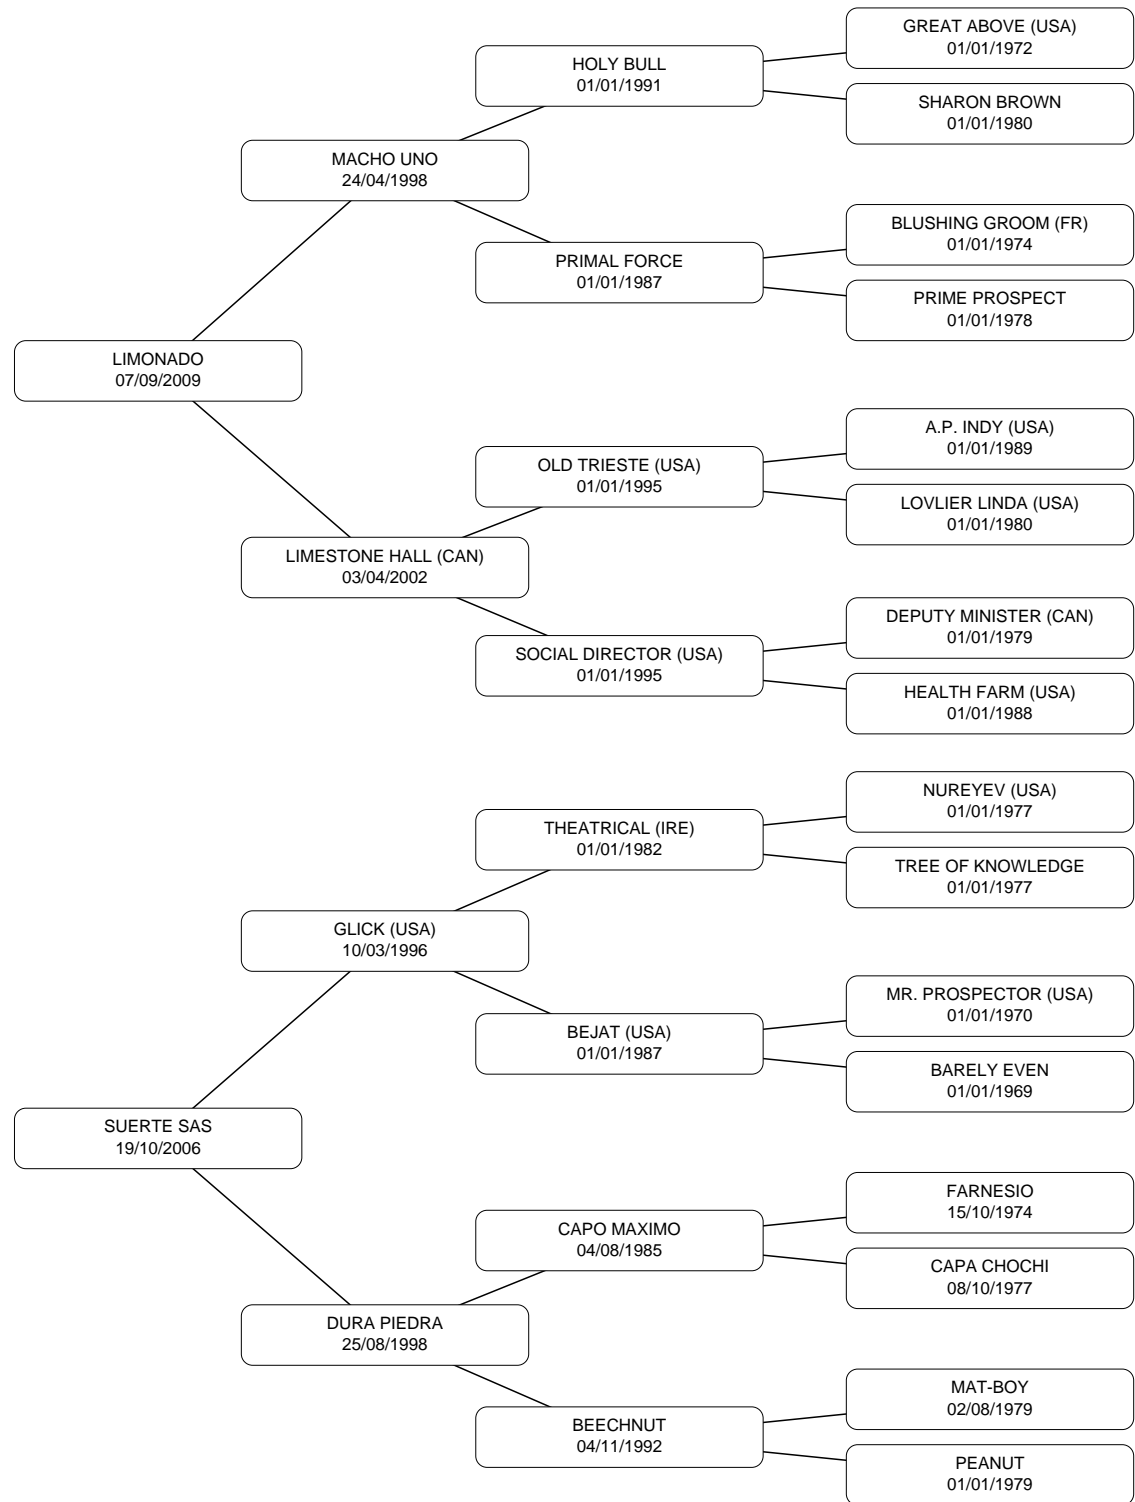 GREAT ABOVE (USA)
01/01/1972
HOLY BULL
01/01/1991
SHARON BROWN
01/01/1980
MACHO UNO
24/04/1998
BLUSHING GROOM (FR)
01/01/1974
PRIMAL FORCE
01/01/1987
PRIME PROSPECT
01/01/1978
LIMONADO
07/09/2009
A.P. INDY (USA)
01/01/1989
OLD TRIESTE (USA)
01/01/1995
LOVLIER LINDA (USA)
01/01/1980
LIMESTONE HALL (CAN)
03/04/2002
DEPUTY MINISTER (CAN)
01/01/1979
SOCIAL DIRECTOR (USA)
01/01/1995
HEALTH FARM (USA)
01/01/1988
NUREYEV (USA)
01/01/1977
THEATRICAL (IRE)
01/01/1982
TREE OF KNOWLEDGE
01/01/1977
GLICK (USA)
10/03/1996
MR. PROSPECTOR (USA)
01/01/1970
BEJAT (USA)
01/01/1987
BARELY EVEN
01/01/1969
SUERTE SAS
19/10/2006
FARNESIO
15/10/1974
CAPO MAXIMO
04/08/1985
CAPA CHOCHI
08/10/1977
DURA PIEDRA
25/08/1998
MAT-BOY
02/08/1979
BEECHNUT
04/11/1992
PEANUT
01/01/1979